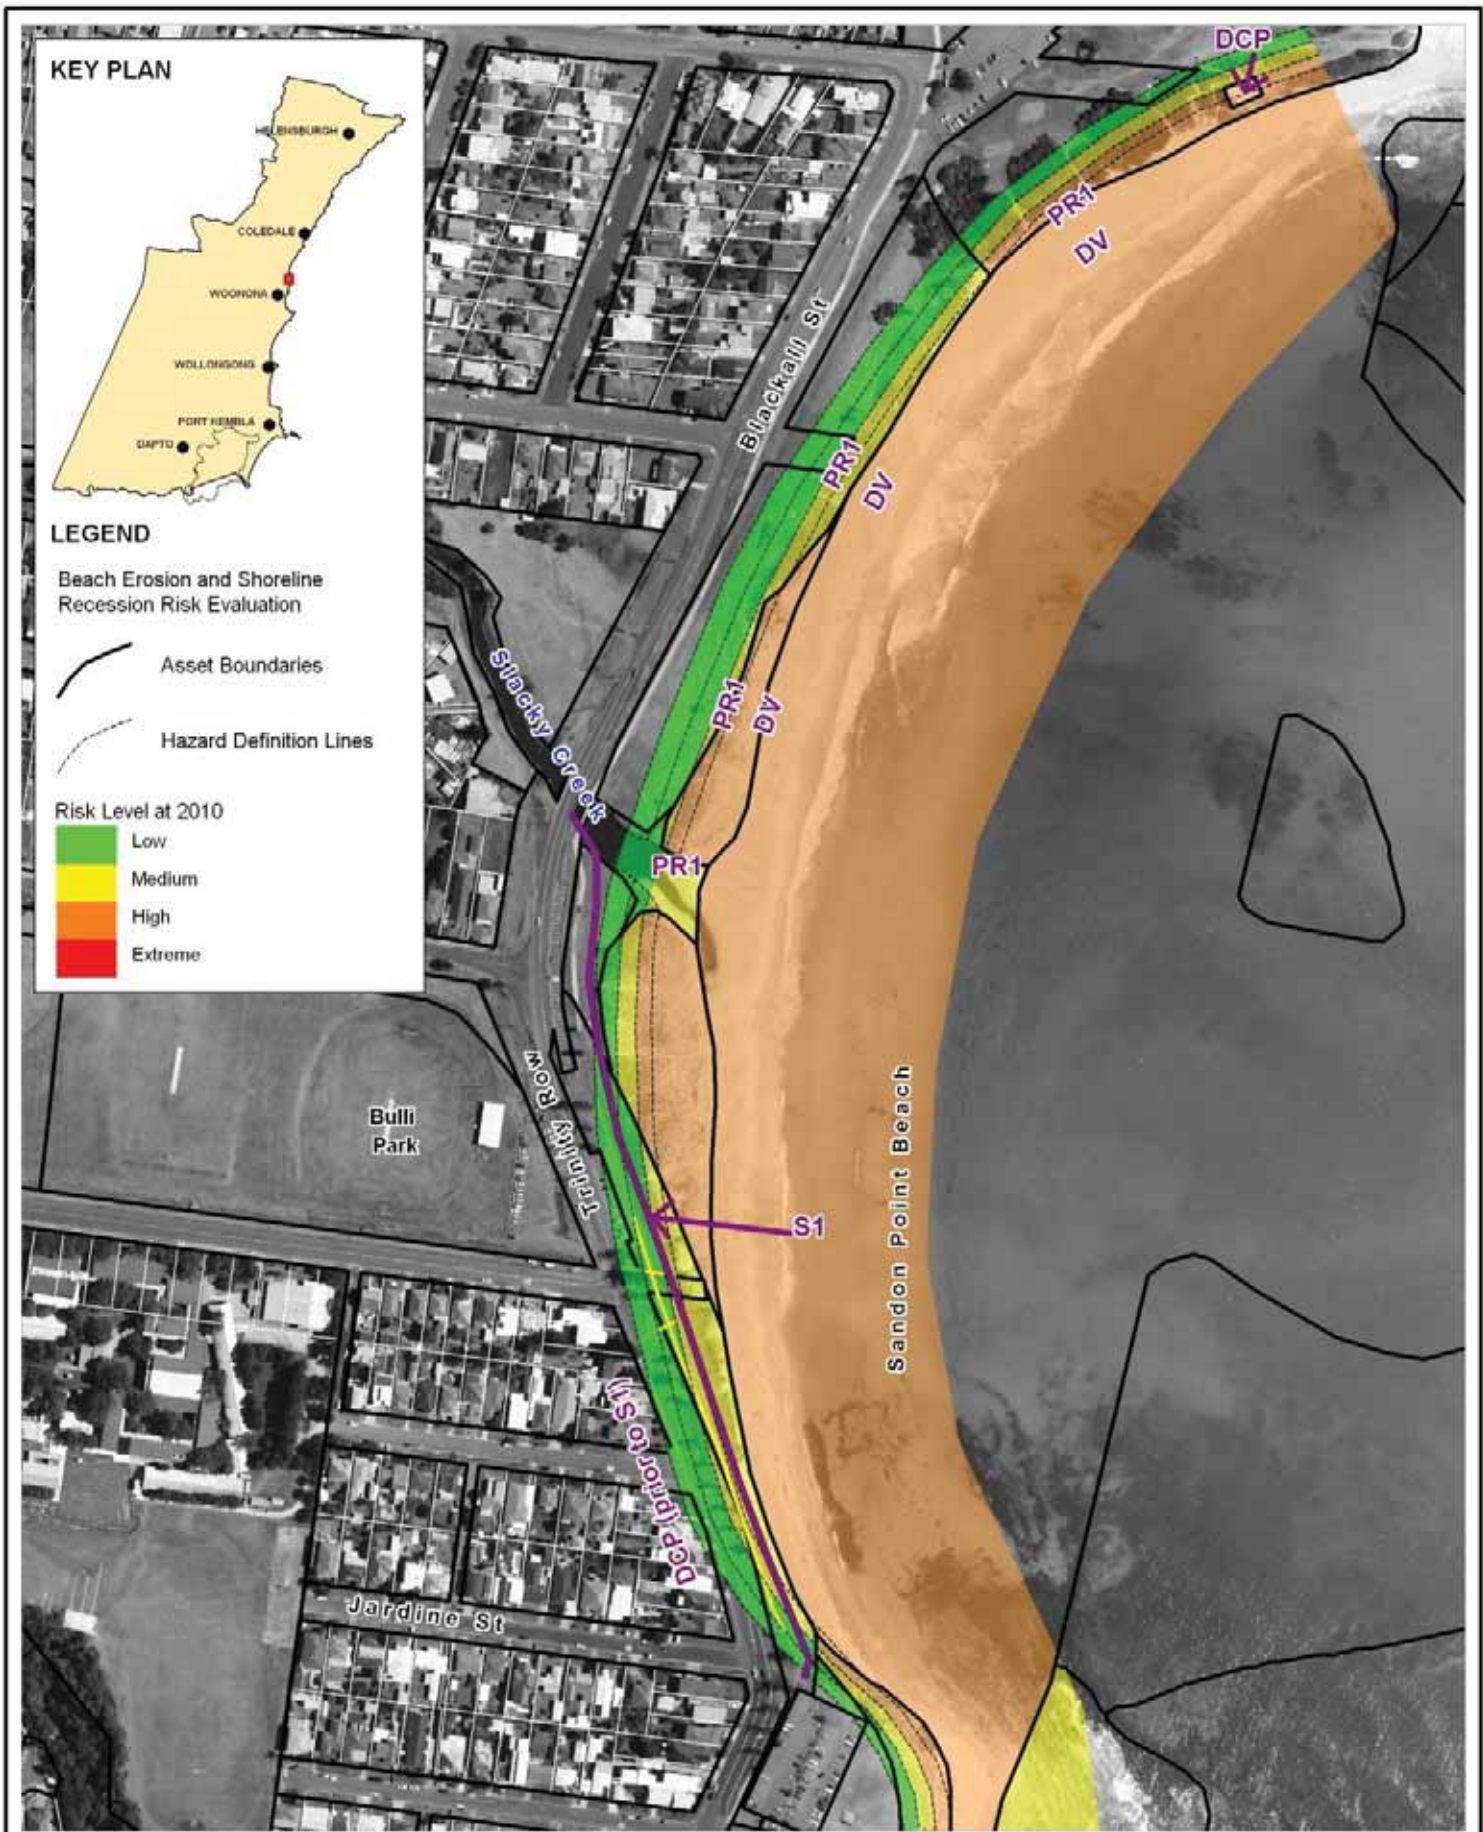 DCP
KEY PLAN
HELENSBURGH
COLEDALE
WOONONA
WOLLONGONG
PORT KEMBLA
DAPTO
LEGEND
Beach Erosion and Shoreline
Recession Risk Evaluation
Asset Boundaries
Hazard Definition Lines
Risk Level at 2010
Low
Medium
High
Extreme
PR1
DV
Blackall St
PR1
DV
PR1
DV
Slacky Creek
PR1
Trinity Row
Bulli
Park
S1
Sandon Point Beach
DCP (prior to S1)
Jardine St